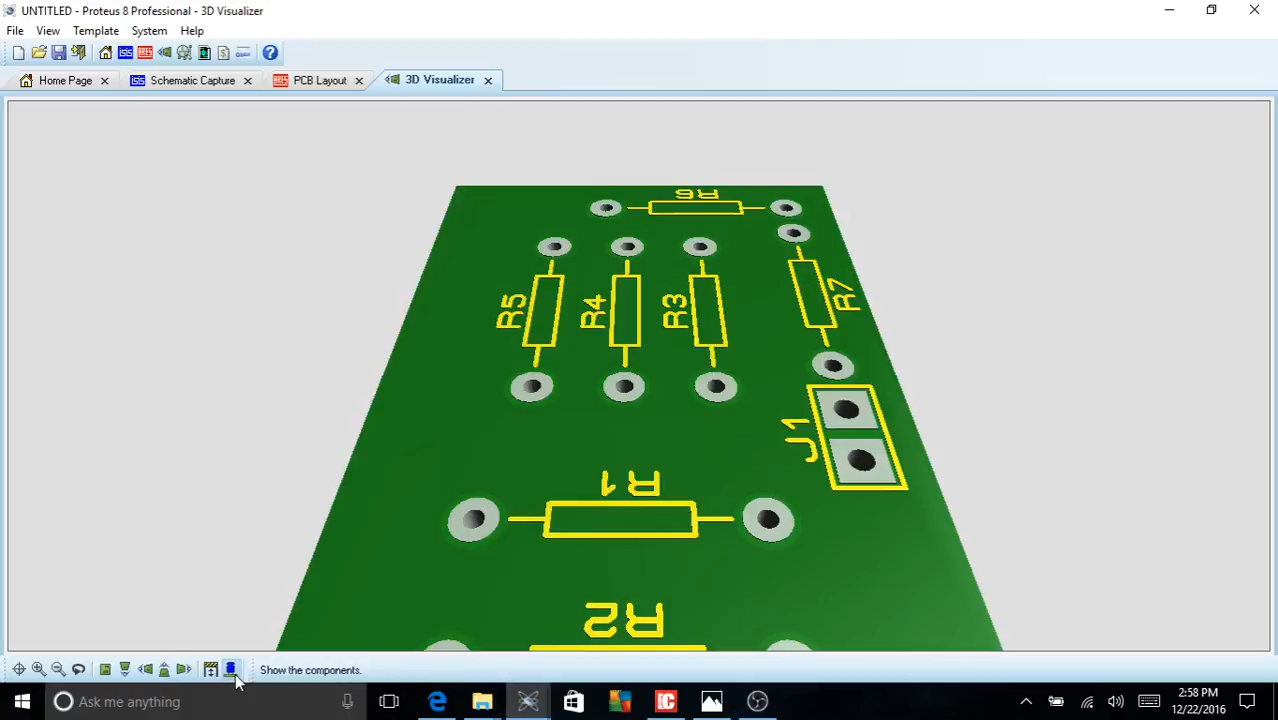 UNTITLED - Proteus 8 Professional - 3D Visualizer
File View Template System Help
Home Page Schematic Capture PCB Layout 3D Visualizer
R6
R5 R4 R3 R7
J1
R1
R2
Show the components.
Ask me anything
2:58 PM
12/22/2016